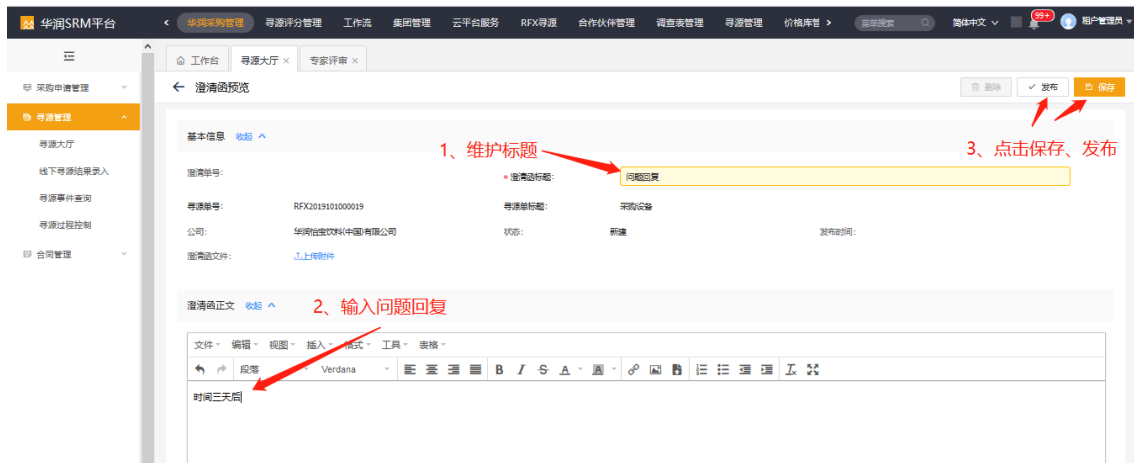 华润SRM平台 华润采购管理 寻源评分管理 工作流 集团管理 云平台服务 RFX寻源 合作伙伴管理 调查表管理 寻源管理 价格库管 菜单搜索 简体中文 99+ 租户管理员
工作台 寻源大厅 × 专家评审 ×
采购申请管理
寻源管理
寻源大厅
线下寻源结果录入
寻源事件查询
寻源过程控制
合同管理
← 澄清函预览 删除 发布 保存
基本信息 收起
1、维护标题
3、点击保存、发布
澄清单号: * 澄清函标题: 问题回复
寻源单号: RFX2019101000019 寻源单标题: 采购设备
公司: 华润怡宝饮料(中国)有限公司 状态: 新建 发布时间:
澄清函文件: 上传附件
澄清函正文 收起
2、输入问题回复
文件 编辑 视图 插入 格式 工具 表格
段落 Verdana B I S A A
时间三天后